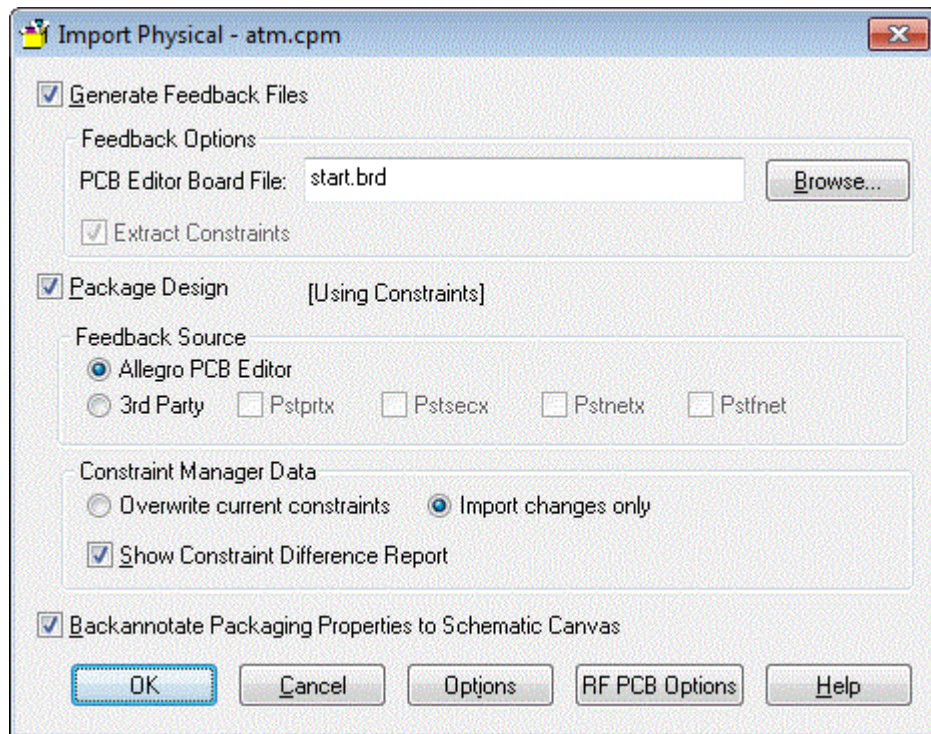 Import Physical - atm.cpm
Generate Feedback Files
Feedback Options
PCB Editor Board File: start.brd Browse...
Extract Constraints
Package Design [Using Constraints]
Feedback Source
Allegro PCB Editor
3rd Party Pstprtx Pstsecx Pstnetx Pstfnet
Constraint Manager Data
Overwrite current constraints Import changes only
Show Constraint Difference Report
Backannotate Packaging Properties to Schematic Canvas
OK Cancel Options RF PCB Options Help